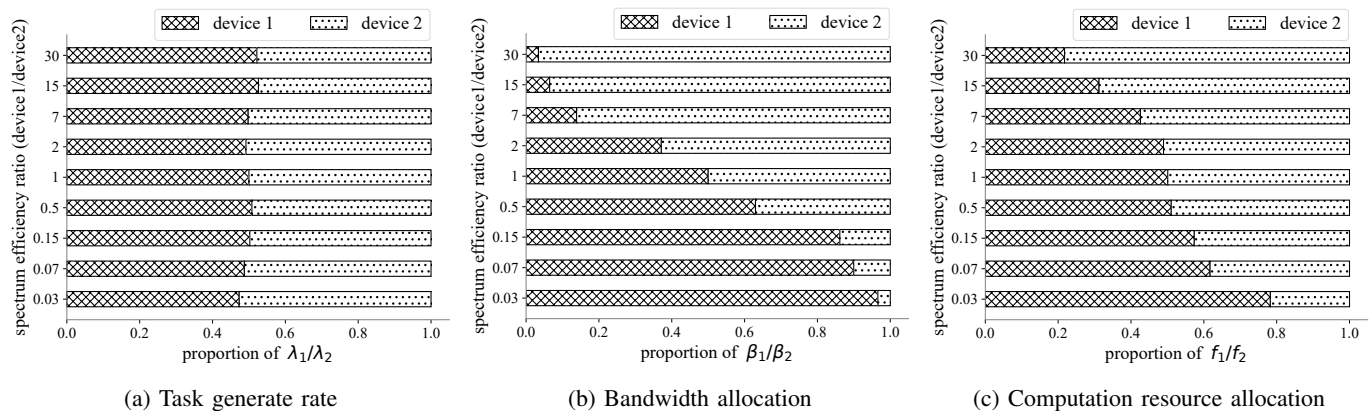 device 1 device 2
spectrum efficiency ratio (device1/device2)
30
15
7
2
1
0.5
0.15
0.07
0.03
0.0 0.2 0.4 0.6 0.8 1.0
proportion of λ₁/λ₂
(a) Task generate rate
device 1 device 2
spectrum efficiency ratio (device1/device2)
30
15
7
2
1
0.5
0.15
0.07
0.03
0.0 0.2 0.4 0.6 0.8 1.0
proportion of β₁/β₂
(b) Bandwidth allocation
device 1 device 2
spectrum efficiency ratio (device1/device2)
30
15
7
2
1
0.5
0.15
0.07
0.03
0.0 0.2 0.4 0.6 0.8 1.0
proportion of f₁/f₂
(c) Computation resource allocation